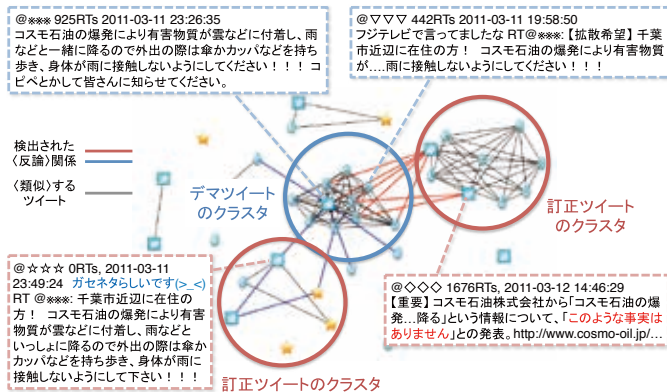 @※※※ 925RTs 2011-03-11 23:26:35
コスモ石油の爆発により有害物質が雲などに付着し、雨
などと一緒に降るので外出の際は傘かカッパなどを持ち
歩き、身体が雨に接触しないようにしてください！！！ コ
ピペとかして皆さんに知らせてください。
@▽▽▽ 442RTs 2011-03-11 19:58:50
フジテレビで言ってましたな RT@※※※: 【拡散希望】 千葉
市近辺に在住の方！ コスモ石油の爆発により有害物質
が.....雨に接触しないようにしてください！！！
検出された
〈反論〉関係
〈類似〉する
ツイート
デマツイート
のクラスタ
訂正ツイート
のクラスタ
@☆☆☆ 0RTs, 2011-03-11
23:49:24 ガセネタらしいです(>_<)
RT @※※※: 千葉市近辺に在住の
方！ コスモ石油の爆発により有害
物質が雲などに付着し、雨などと
いっしょに降るので外出の際は傘か
カッパなどを持ち歩き、身体が雨に
接触しないようにして下さい！！！
@◇◇◇ 1676RTs, 2011-03-12 14:46:29
【重要】 コスモ石油株式会社から「コスモ石油の爆
発...降る」という情報について、「このような事実は
ありません」との発表。http://www.cosmo-oil.jp/...
訂正ツイートのクラスタ